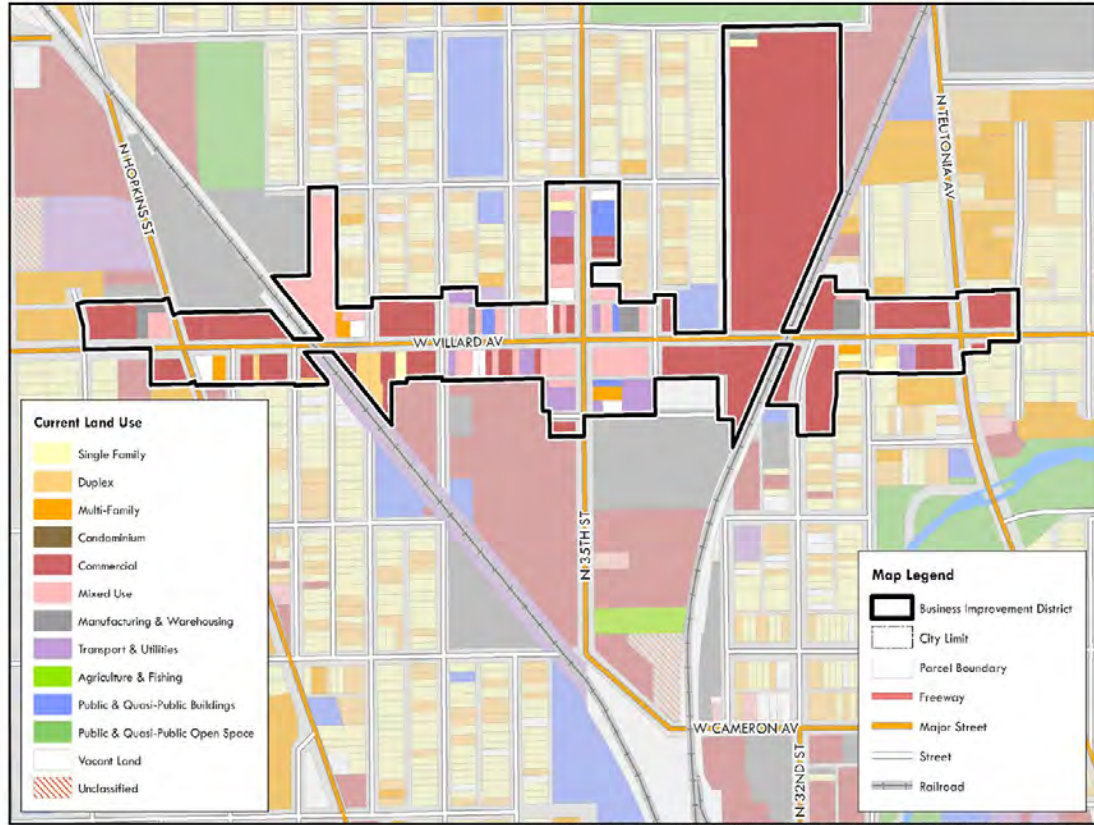 N HOPKINS ST
N TEUTONIA AV
W VILLARD AV
N 35TH ST
W CAMERON AV
N 32ND ST
Current Land Use
Single Family
Duplex
Multi-Family
Condominium
Commercial
Mixed Use
Manufacturing & Warehousing
Transport & Utilities
Agriculture & Fishing
Public & Quasi-Public Buildings
Public & Quasi-Public Open Space
Vacant Land
Unclassified
Map Legend
Business Improvement District
City Limit
Parcel Boundary
Freeway
Major Street
Street
Railroad